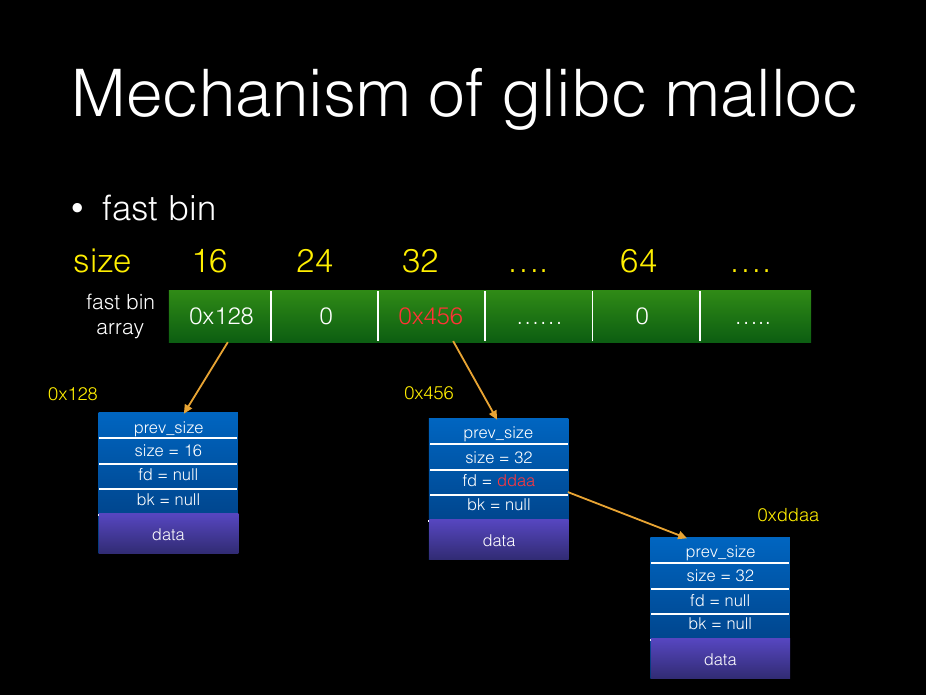 Mechanism of glibc malloc
• fast bin
size 16 24 32 .... 64 ....
fast bin array 0x128 0 0x456 ...... 0 .....
0x128
prev_size
size = 16
fd = null
bk = null
data
0x456
prev_size
size = 32
fd = ddaa
bk = null
data
0xddaa
prev_size
size = 32
fd = null
bk = null
data